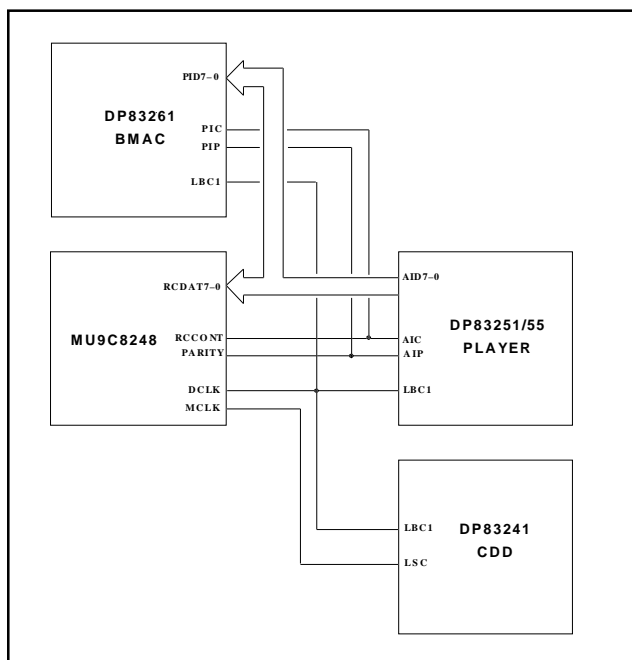 PID7–0
DP83261
BMAC
PIC
PIP
LBC1
RCDAT7–0
MU9C8248
RCCONT
PARITY
DCLK
MCLK
AID7–0
DP83251/55
PLAYER
AIC
AIP
LBC1
LBC1
DP83241
CDD
LSC